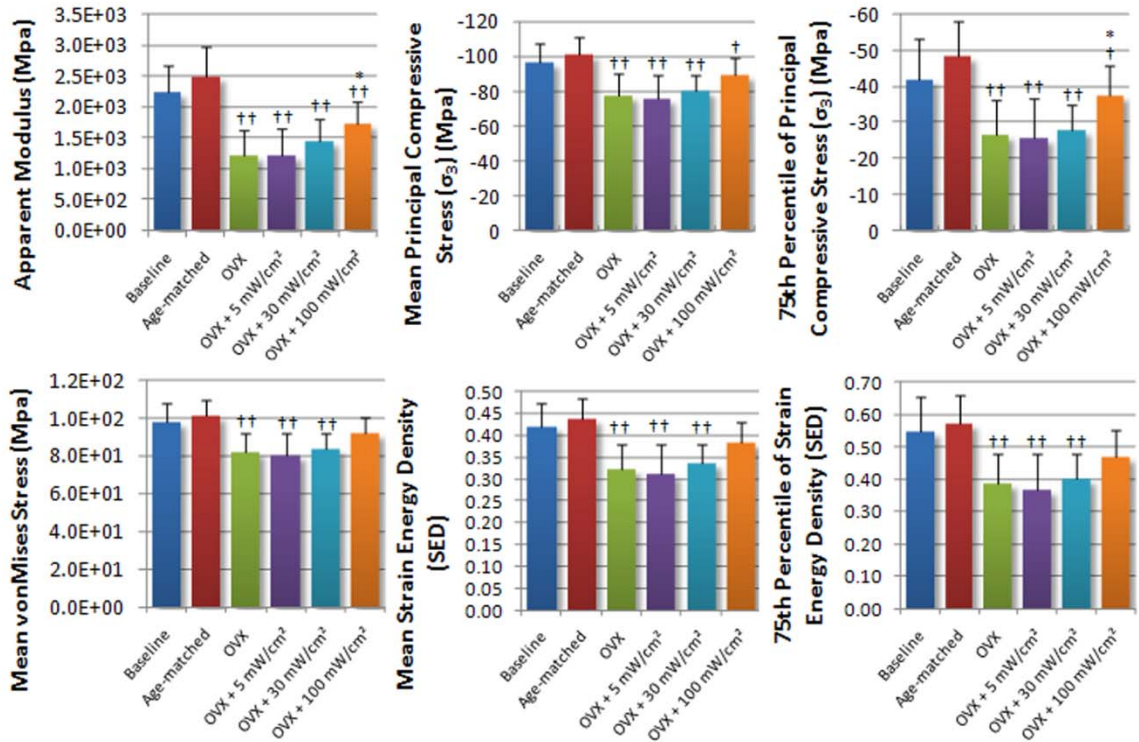 Apparent Modulus (Mpa)
3.5E+03
3.0E+03
2.5E+03
2.0E+03
1.5E+03
1.0E+03
5.0E+02
0.0E+00
††
††
††
*
††
Baseline
Age-matched
OVX
OVX + 5 mW/cm²
OVX + 30 mW/cm²
OVX + 100 mW/cm²
Mean Principal Compressive
Stress (σ₃) (Mpa)
-120
-100
-80
-60
-40
-20
0
††
††
††
†
Baseline
Age-matched
OVX
OVX + 5 mW/cm²
OVX + 30 mW/cm²
OVX + 100 mW/cm²
75th Percentile of Principal
Compressive Stress (σ₃) (Mpa)
-60
-50
-40
-30
-20
-10
0
††
††
††
*
†
Baseline
Age-matched
OVX
OVX + 5 mW/cm²
OVX + 30 mW/cm²
OVX + 100 mW/cm²
Mean vonMises Stress (Mpa)
1.2E+02
1.0E+02
8.0E+01
6.0E+01
4.0E+01
2.0E+01
0.0E+00
††
††
††
Baseline
Age-matched
OVX
OVX + 5 mW/cm²
OVX + 30 mW/cm²
OVX + 100 mW/cm²
Mean Strain Energy Density
(SED)
0.50
0.45
0.40
0.35
0.30
0.25
0.20
0.15
0.10
0.05
0.00
††
††
††
Baseline
Age-matched
OVX
OVX + 5 mW/cm²
OVX + 30 mW/cm²
OVX + 100 mW/cm²
75th Percentile of Strain
Energy Density (SED)
0.70
0.60
0.50
0.40
0.30
0.20
0.10
0.00
††
††
††
Baseline
Age-matched
OVX
OVX + 5 mW/cm²
OVX + 30 mW/cm²
OVX + 100 mW/cm²